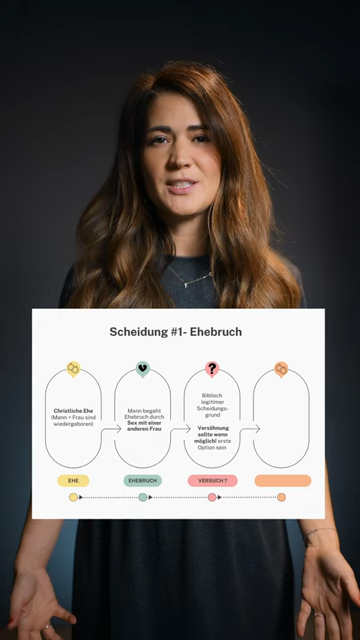 Scheidung #1- Ehebruch
Christliche Ehe
(Mann + Frau sind
wiedergeboren)
Mann begeht
Ehebruch durch
Sex mit einer
anderen Frau
Biblisch
legitimer
Scheidungs-
grund
Versöhnung
sollte wenn
möglich! erste
Option sein
EHE
EHEBRUCH
VERSUCH ?